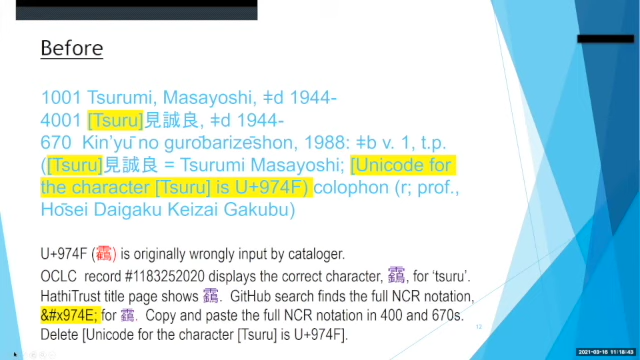 Before
1001 Tsurumi, Masayoshi, ǂd 1944-
4001 [Tsuru]見誠良, ǂd 1944-
670 Kin'yū no gurōbarizēshon, 1988: ǂb v. 1, t.p.
([Tsuru]見誠良 = Tsurumi Masayoshi; [Unicode for
the character [Tsuru] is U+974F) colophon (r; prof.,
Hōsei Daigaku Keizai Gakubu)
U+974F (靏) is originally wrongly input by cataloger.
OCLC record #1183252020 displays the correct character, 靎, for 'tsuru'.
HathiTrust title page shows 靎. GitHub search finds the full NCR notation,
&#x974E; for 靎. Copy and paste the full NCR notation in 400 and 670s.
Delete [Unicode for the character [Tsuru] is U+974F].
12
2021-03-16 11:18:43